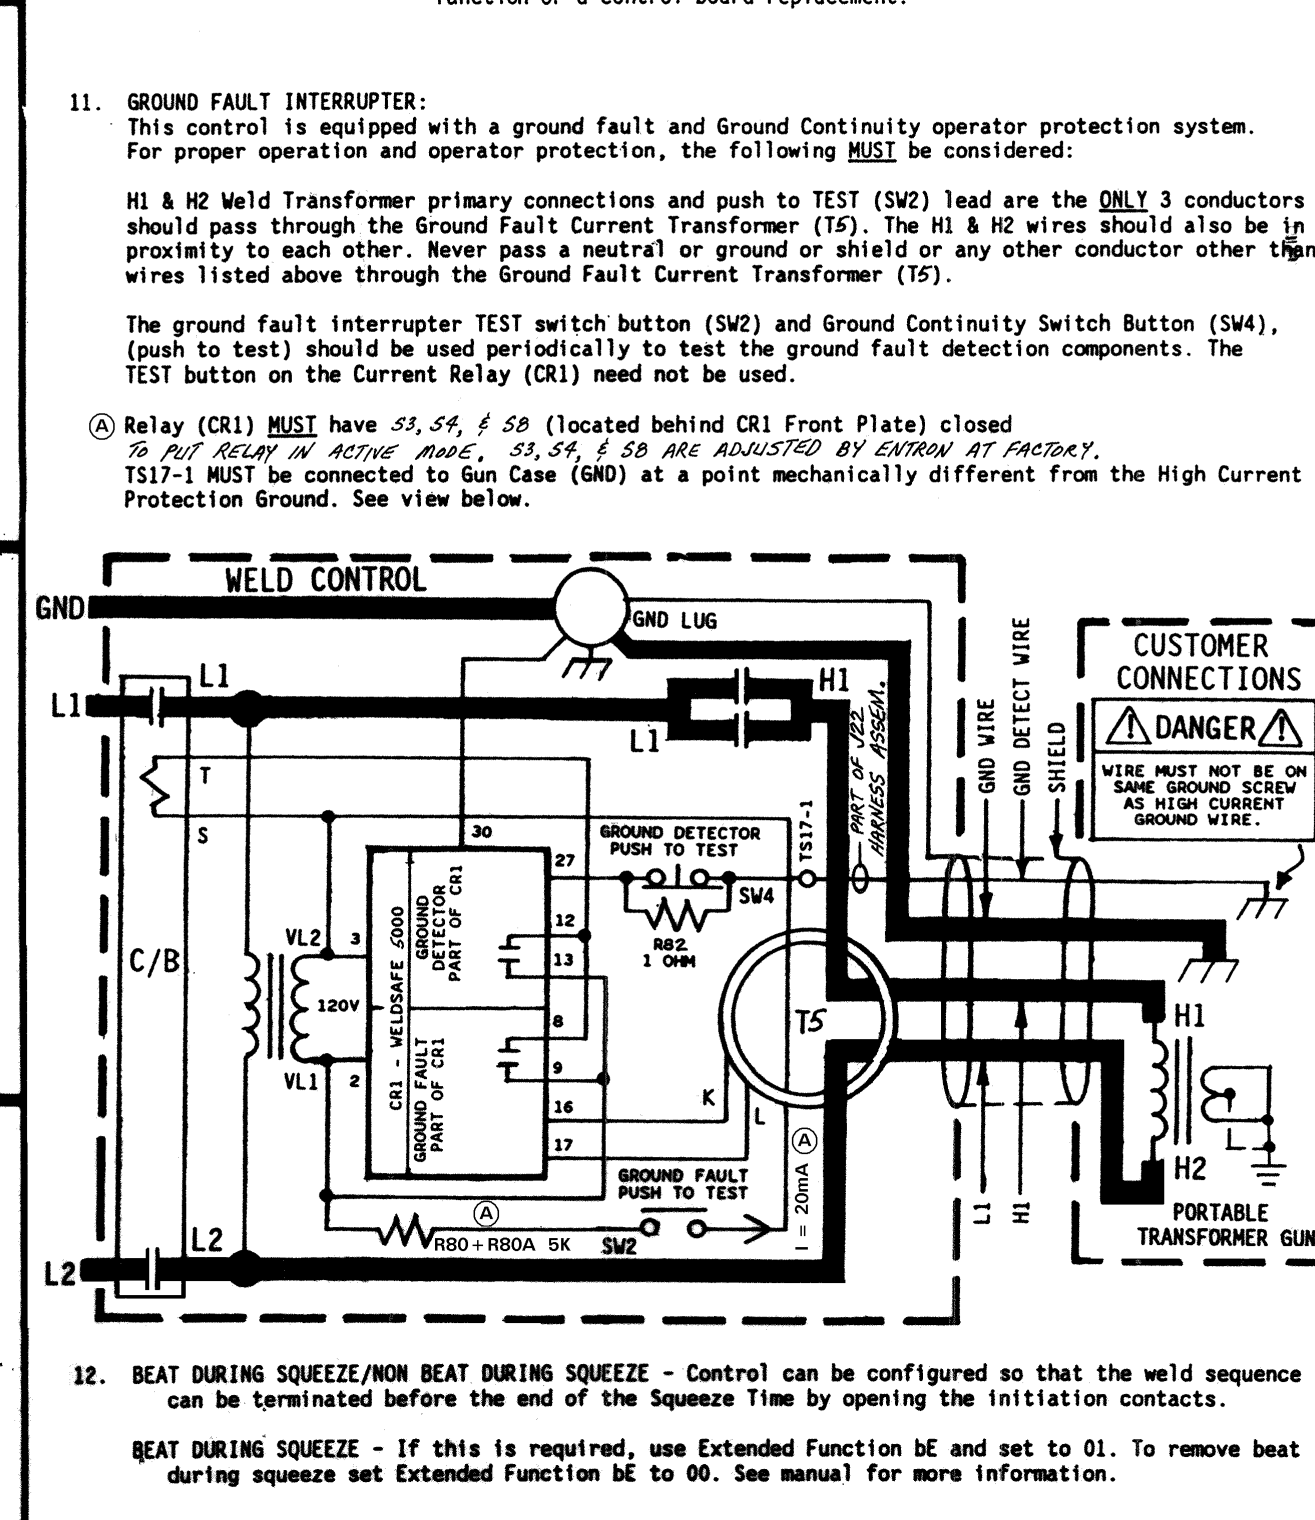 function of a control board replacement.
11. GROUND FAULT INTERRUPTER:
This control is equipped with a ground fault and Ground Continuity operator protection system.
For proper operation and operator protection, the following MUST be considered:
H1 & H2 Weld Transformer primary connections and push to TEST (SW2) lead are the ONLY 3 conductors
should pass through the Ground Fault Current Transformer (T5). The H1 & H2 wires should also be in
proximity to each other. Never pass a neutral or ground or shield or any other conductor other than
wires listed above through the Ground Fault Current Transformer (T5).
The ground fault interrupter TEST switch button (SW2) and Ground Continuity Switch Button (SW4),
(push to test) should be used periodically to test the ground fault detection components. The
TEST button on the Current Relay (CR1) need not be used.
Ⓐ Relay (CR1) MUST have S3, S4, & S8 (located behind CR1 Front Plate) closed
TO PUT RELAY IN ACTIVE MODE. S3, S4, & S8 ARE ADJUSTED BY ENTRON AT FACTORY.
TS17-1 MUST be connected to Gun Case (GND) at a point mechanically different from the High Current
Protection Ground. See view below.
WELD CONTROL
GND
GND LUG
L1
L1
L1
H1
PART OF J22
HARNESS ASSEM.
GND WIRE
GND DETECT WIRE
SHIELD
CUSTOMER
CONNECTIONS
DANGER
WIRE MUST NOT BE ON
SAME GROUND SCREW
AS HIGH CURRENT
GROUND WIRE.
T
S
30
GROUND DETECTOR
PUSH TO TEST
TS17-1
27
SW4
R82
1 OHM
12
13
8
9
16
17
C/B
VL2
3
120V
VL1
2
CR1 - WELDSAFE 5000
GROUND
DETECTOR
PART OF CR1
GROUND FAULT
PART OF CR1
T5
K
L
GROUND FAULT
PUSH TO TEST
Ⓐ
R80+R80A 5K
SW2
I = 20mA Ⓐ
H1
H2
L1
H1
PORTABLE
TRANSFORMER GUN
L2
L2
12. BEAT DURING SQUEEZE/NON BEAT DURING SQUEEZE - Control can be configured so that the weld sequence
can be terminated before the end of the Squeeze Time by opening the initiation contacts.
BEAT DURING SQUEEZE - If this is required, use Extended Function bE and set to 01. To remove beat
during squeeze set Extended Function bE to 00. See manual for more information.